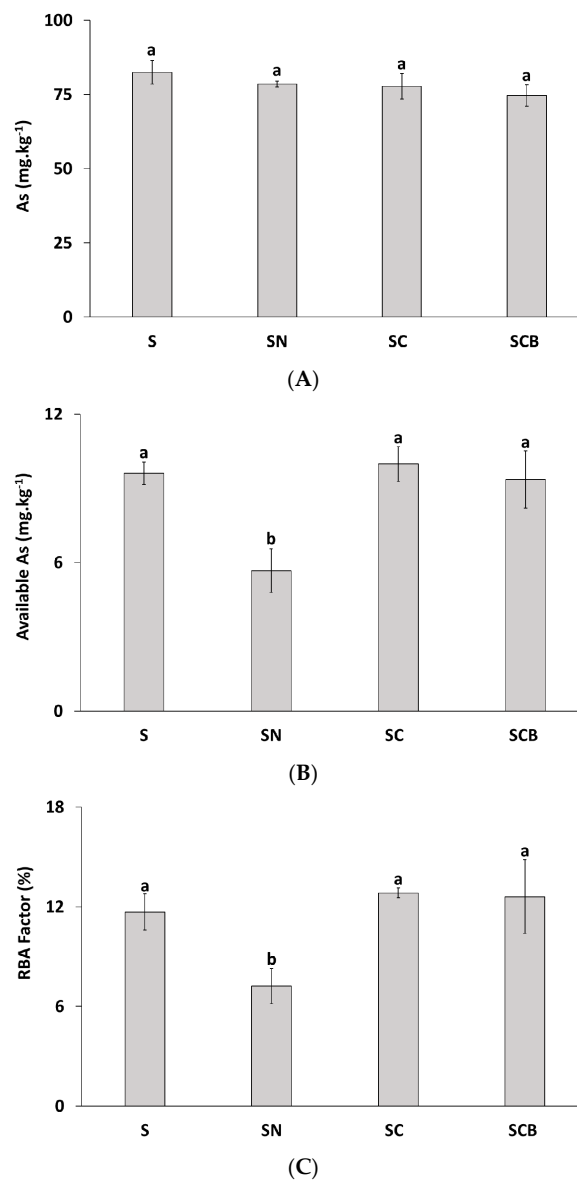 100
75
50
25
0
As (mg.kg-1)
a
a
a
a
S
SN
SC
SCB
(A)
12
6
0
Available As (mg.kg-1)
a
b
a
a
S
SN
SC
SCB
(B)
18
12
6
0
RBA Factor (%)
a
b
a
a
S
SN
SC
SCB
(C)